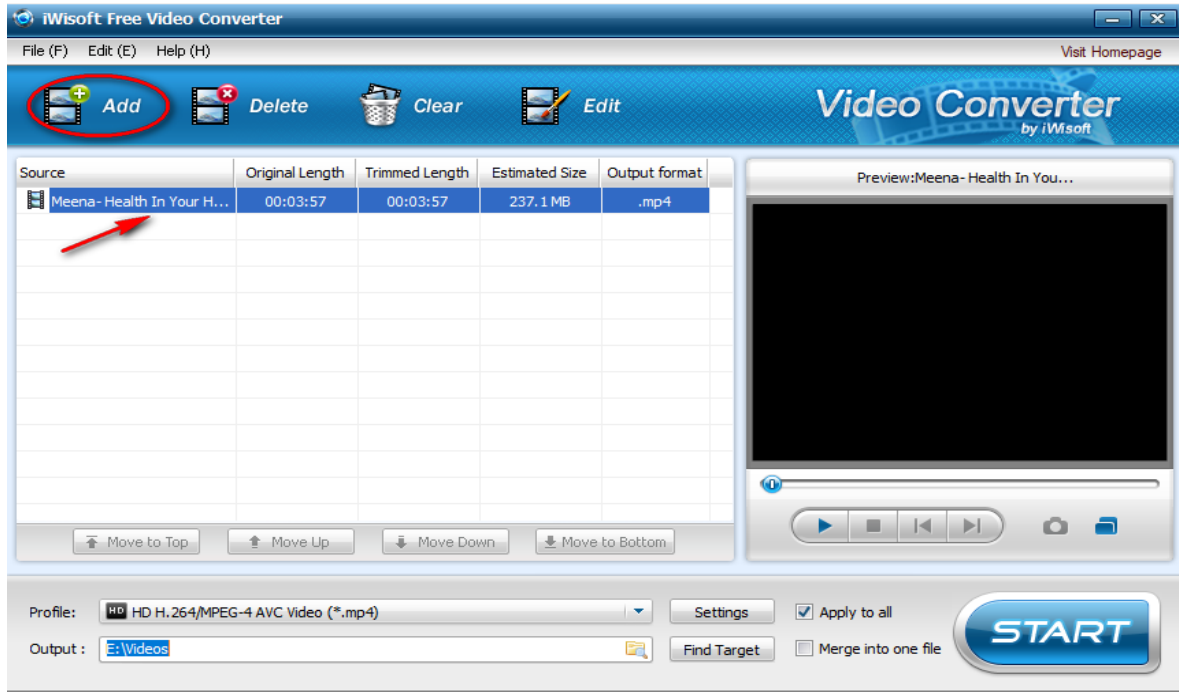 iWisoft Free Video Converter
File (F) Edit (E) Help (H) Visit Homepage
Add Delete Clear Edit Video Converter
by iWisoft
Source Original Length Trimmed Length Estimated Size Output format
Preview:Meena- Health In You...
Meena- Health In Your H... 00:03:57 00:03:57 237.1 MB .mp4
Move to Top Move Up Move Down Move to Bottom
Profile: HD HD H.264/MPEG-4 AVC Video (*.mp4) Settings Apply to all
START
Output : E:\Videos Find Target Merge into one file